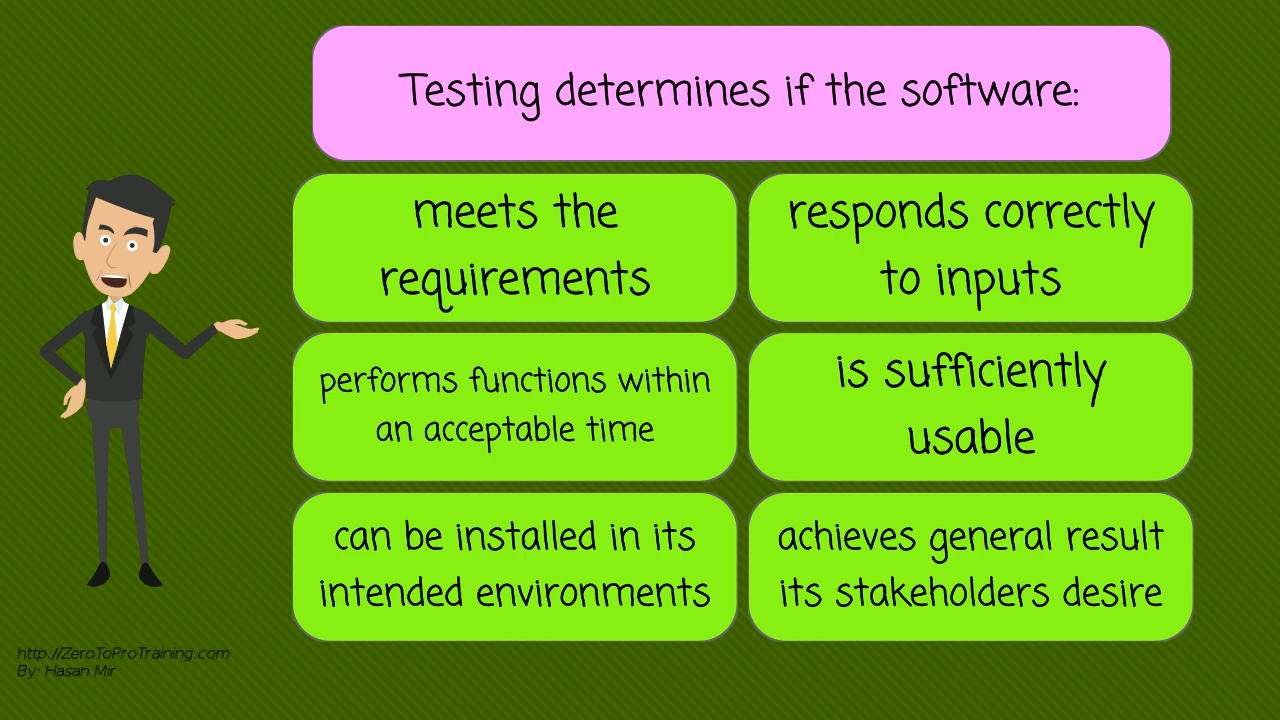 Testing determines if the software:
meets the
requirements
responds correctly
to inputs
performs functions within
an acceptable time
is sufficiently
usable
can be installed in its
intended environments
achieves general result
its stakeholders desire
http://ZeroToProTraining.com
By: Hasan Mir